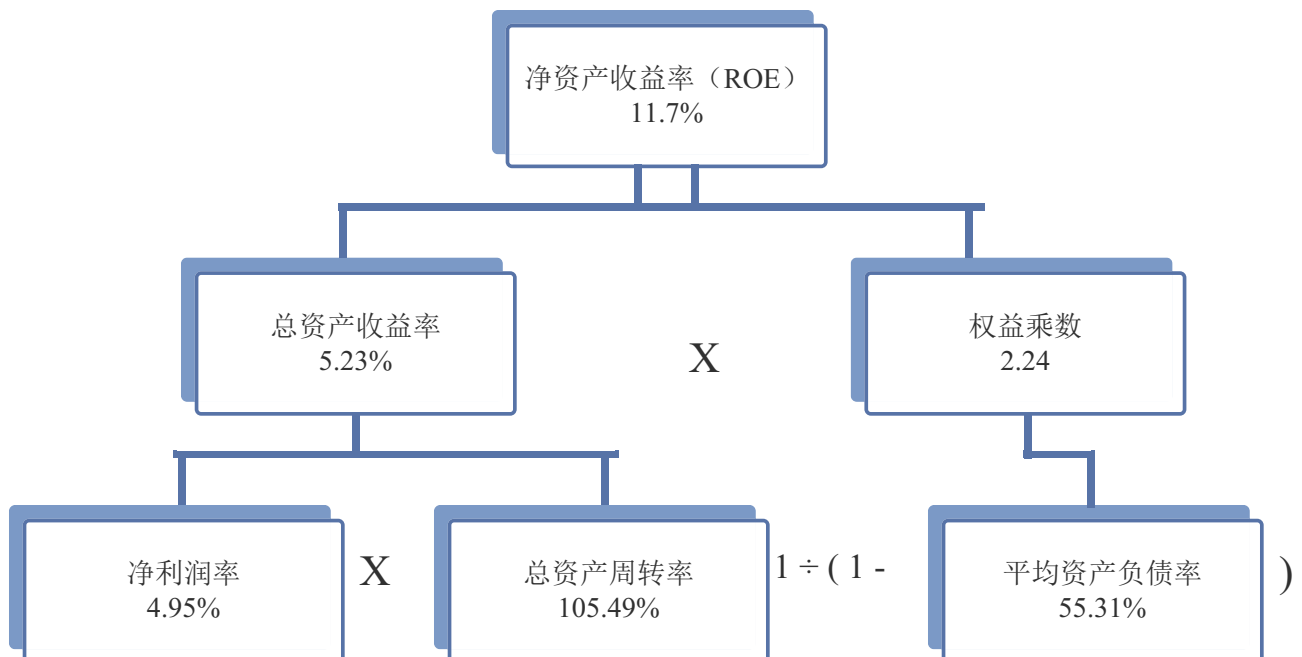 净资产收益率（ROE）
11.7%
总资产收益率
5.23%
X
权益乘数
2.24
净利润率
4.95%
X
总资产周转率
105.49%
1 ÷ ( 1 -
平均资产负债率
55.31%
)